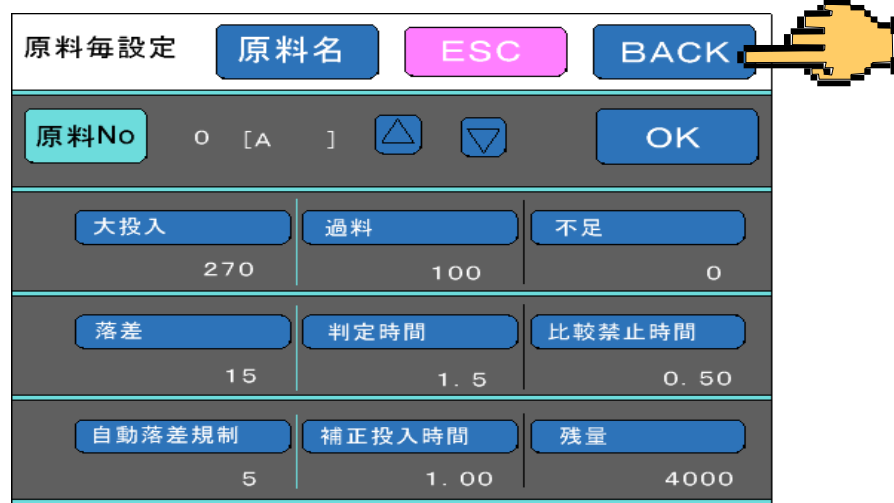 原料毎設定 原料名 ESC BACK
原料No 0 [A ] △ ▽ OK
大投入 過料 不足
270 100 0
落差 判定時間 比較禁止時間
15 1.5 0.50
自動落差規制 補正投入時間 残量
5 1.00 4000